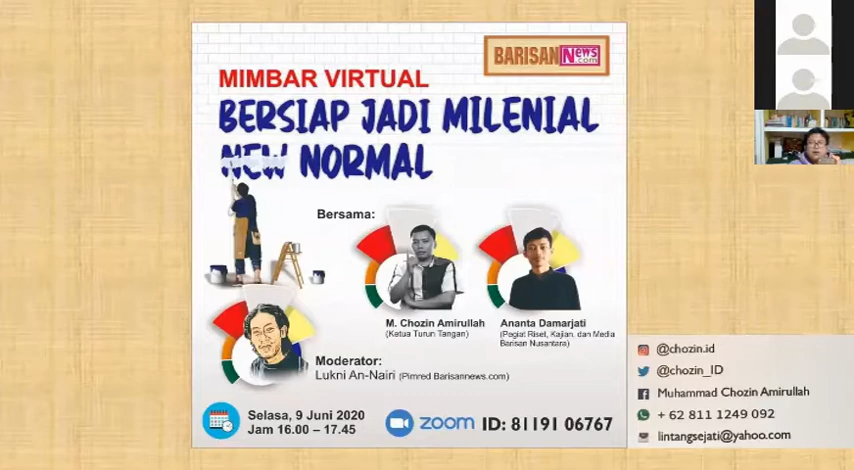 BARISAN News
.com
MIMBAR VIRTUAL
BERSIAP JADI MILENIAL
NEW NORMAL
Bersama:
M. Chozin Amirullah
(Ketua Turun Tangan)
Ananta Damarjati
(Pegiat Riset, Kajian, dan Media
Barisan Nusantara)
Moderator:
Lukni An-Nairi (Pimred Barisannews.com)
Selasa, 9 Juni 2020
Jam 16.00 – 17.45
zoom ID: 81191 06767
@chozin.id
@chozin_ID
Muhammad Chozin Amirullah
+ 62 811 1249 092
lintangsejati@yahoo.com